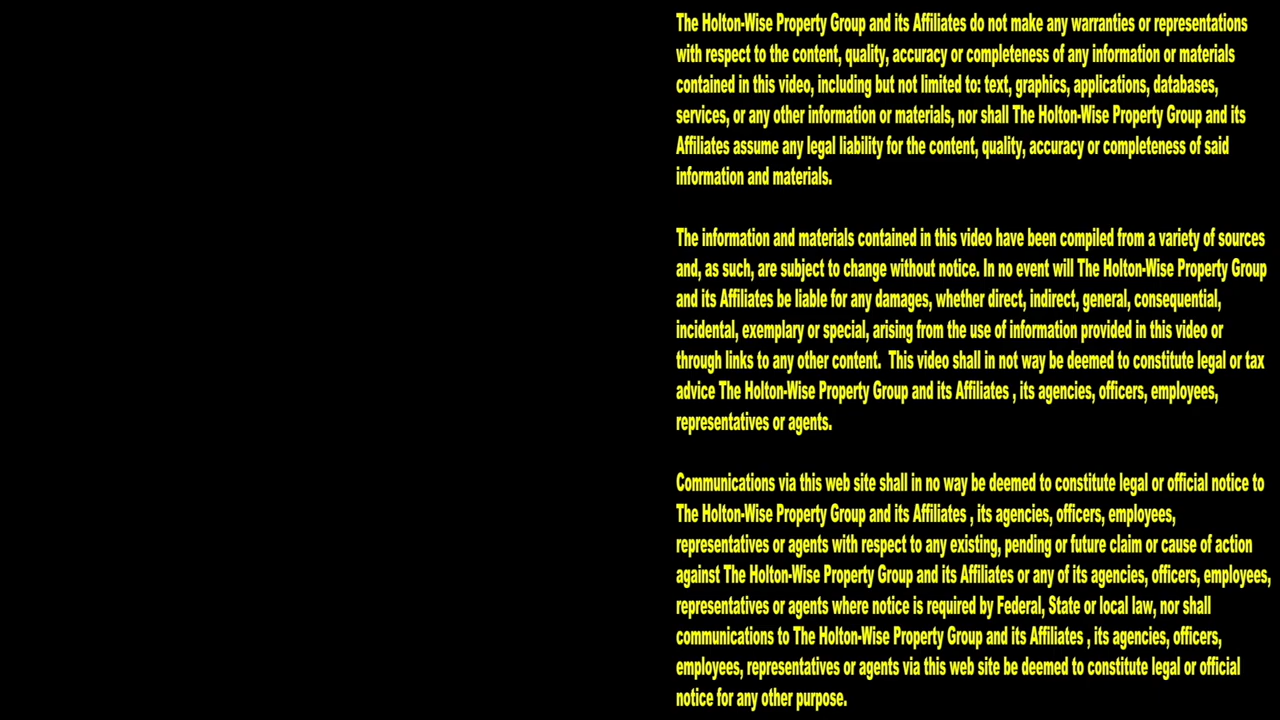 The Holton-Wise Property Group and its Affiliates do not make any warranties or representations
with respect to the content, quality, accuracy or completeness of any information or materials
contained in this video, including but not limited to: text, graphics, applications, databases,
services, or any other information or materials, nor shall The Holton-Wise Property Group and its
Affiliates assume any legal liability for the content, quality, accuracy or completeness of said
information and materials.
The information and materials contained in this video have been compiled from a variety of sources
and, as such, are subject to change without notice. In no event will The Holton-Wise Property Group
and its Affiliates be liable for any damages, whether direct, indirect, general, consequential,
incidental, exemplary or special, arising from the use of information provided in this video or
through links to any other content.  This video shall in not way be deemed to constitute legal or tax
advice The Holton-Wise Property Group and its Affiliates , its agencies, officers, employees,
representatives or agents.
Communications via this web site shall in no way be deemed to constitute legal or official notice to
The Holton-Wise Property Group and its Affiliates , its agencies, officers, employees,
representatives or agents with respect to any existing, pending or future claim or cause of action
against The Holton-Wise Property Group and its Affiliates or any of its agencies, officers, employees,
representatives or agents where notice is required by Federal, State or local law, nor shall
communications to The Holton-Wise Property Group and its Affiliates , its agencies, officers,
employees, representatives or agents via this web site be deemed to constitute legal or official
notice for any other purpose.